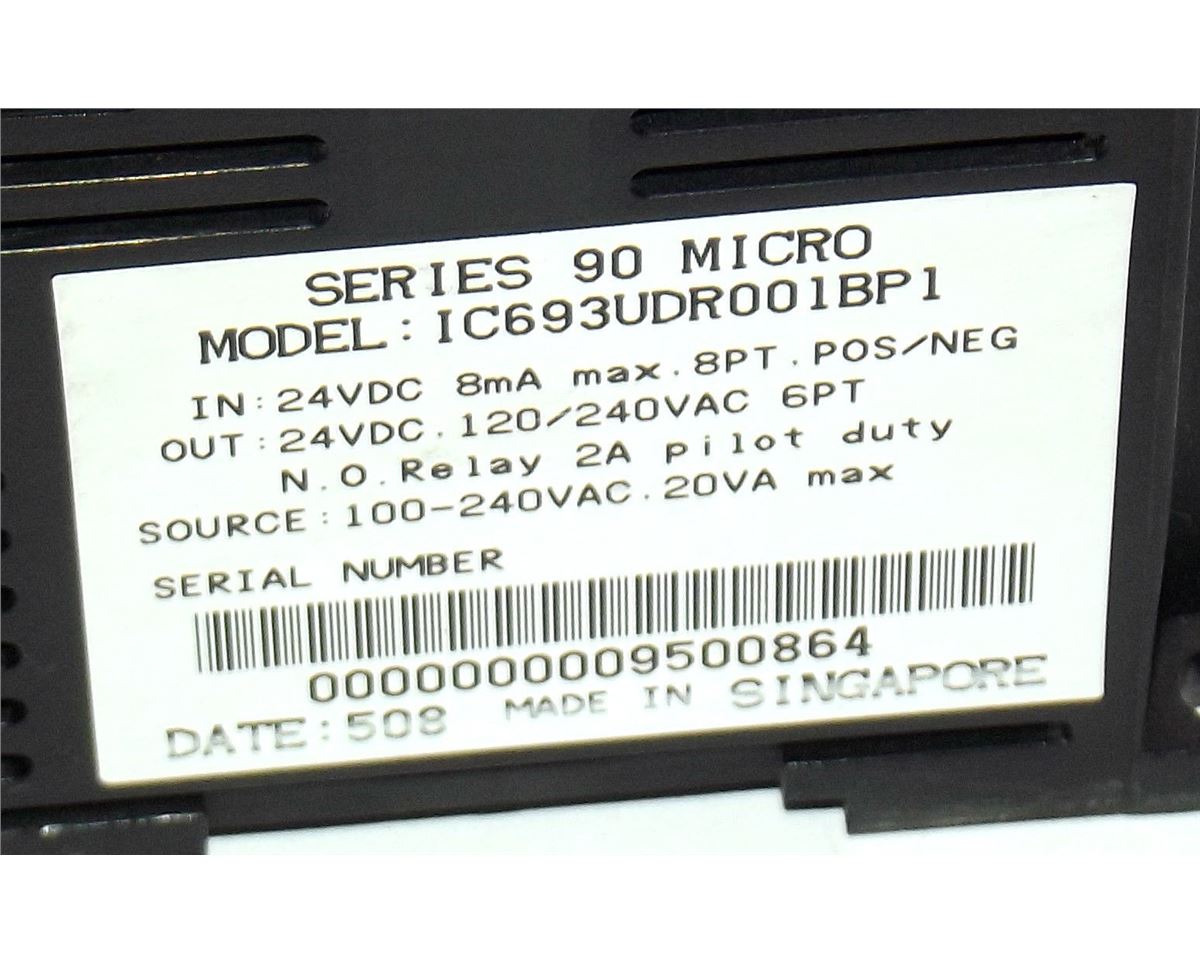 SERIES 90 MICRO
MODEL: IC693UDR001BP1
IN: 24VDC 8mA max. 8PT. POS/NEG
OUT: 24VDC. 120/240VAC 6PT
N.O. Relay 2A pilot duty
SOURCE: 100-240VAC. 20VA max
SERIAL NUMBER
0000000009500864
DATE: 508 MADE IN SINGAPORE